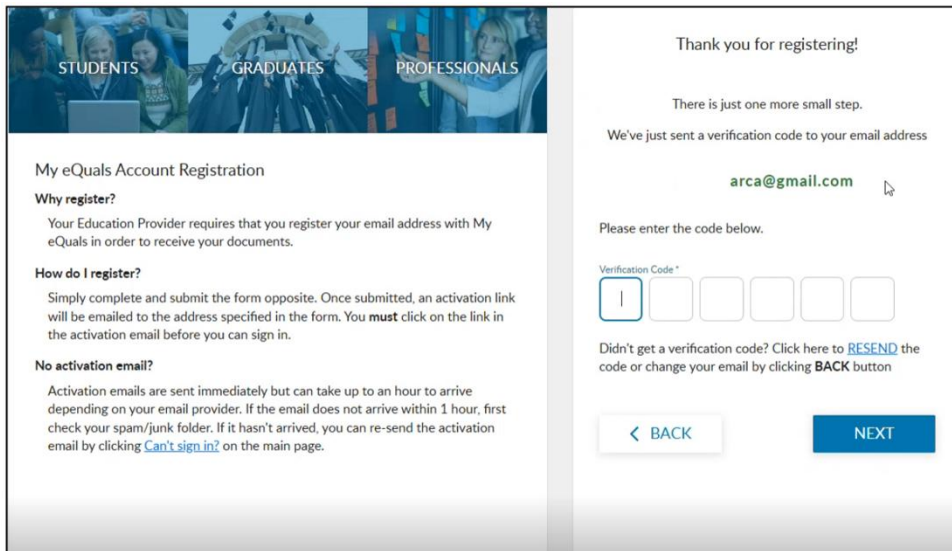 STUDENTS
GRADUATES
PROFESSIONALS
My eQuals Account Registration
Why register?
Your Education Provider requires that you register your email address with My
eQuals in order to receive your documents.
How do I register?
Simply complete and submit the form opposite. Once submitted, an activation link
will be emailed to the address specified in the form. You must click on the link in
the activation email before you can sign in.
No activation email?
Activation emails are sent immediately but can take up to an hour to arrive
depending on your email provider. If the email does not arrive within 1 hour, first
check your spam/junk folder. If it hasn't arrived, you can re-send the activation
email by clicking Can't sign in? on the main page.
Thank you for registering!
There is just one more small step.
We've just sent a verification code to your email address
arca@gmail.com
Please enter the code below.
Verification Code *
Didn't get a verification code? Click here to RESEND the
code or change your email by clicking BACK button
BACK
NEXT